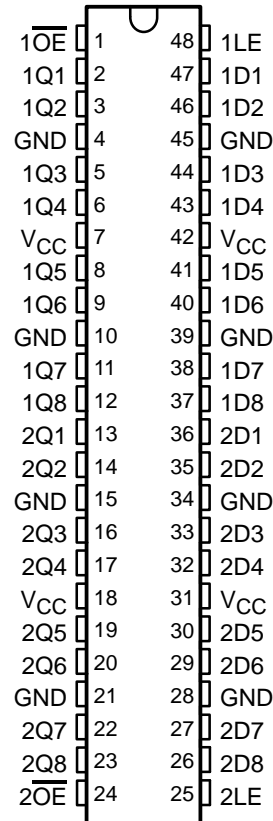 1O̅E̅ 1 48 1LE
1Q1 2 47 1D1
1Q2 3 46 1D2
GND 4 45 GND
1Q3 5 44 1D3
1Q4 6 43 1D4
VCC 7 42 VCC
1Q5 8 41 1D5
1Q6 9 40 1D6
GND 10 39 GND
1Q7 11 38 1D7
1Q8 12 37 1D8
2Q1 13 36 2D1
2Q2 14 35 2D2
GND 15 34 GND
2Q3 16 33 2D3
2Q4 17 32 2D4
VCC 18 31 VCC
2Q5 19 30 2D5
2Q6 20 29 2D6
GND 21 28 GND
2Q7 22 27 2D7
2Q8 23 26 2D8
2O̅E̅ 24 25 2LE